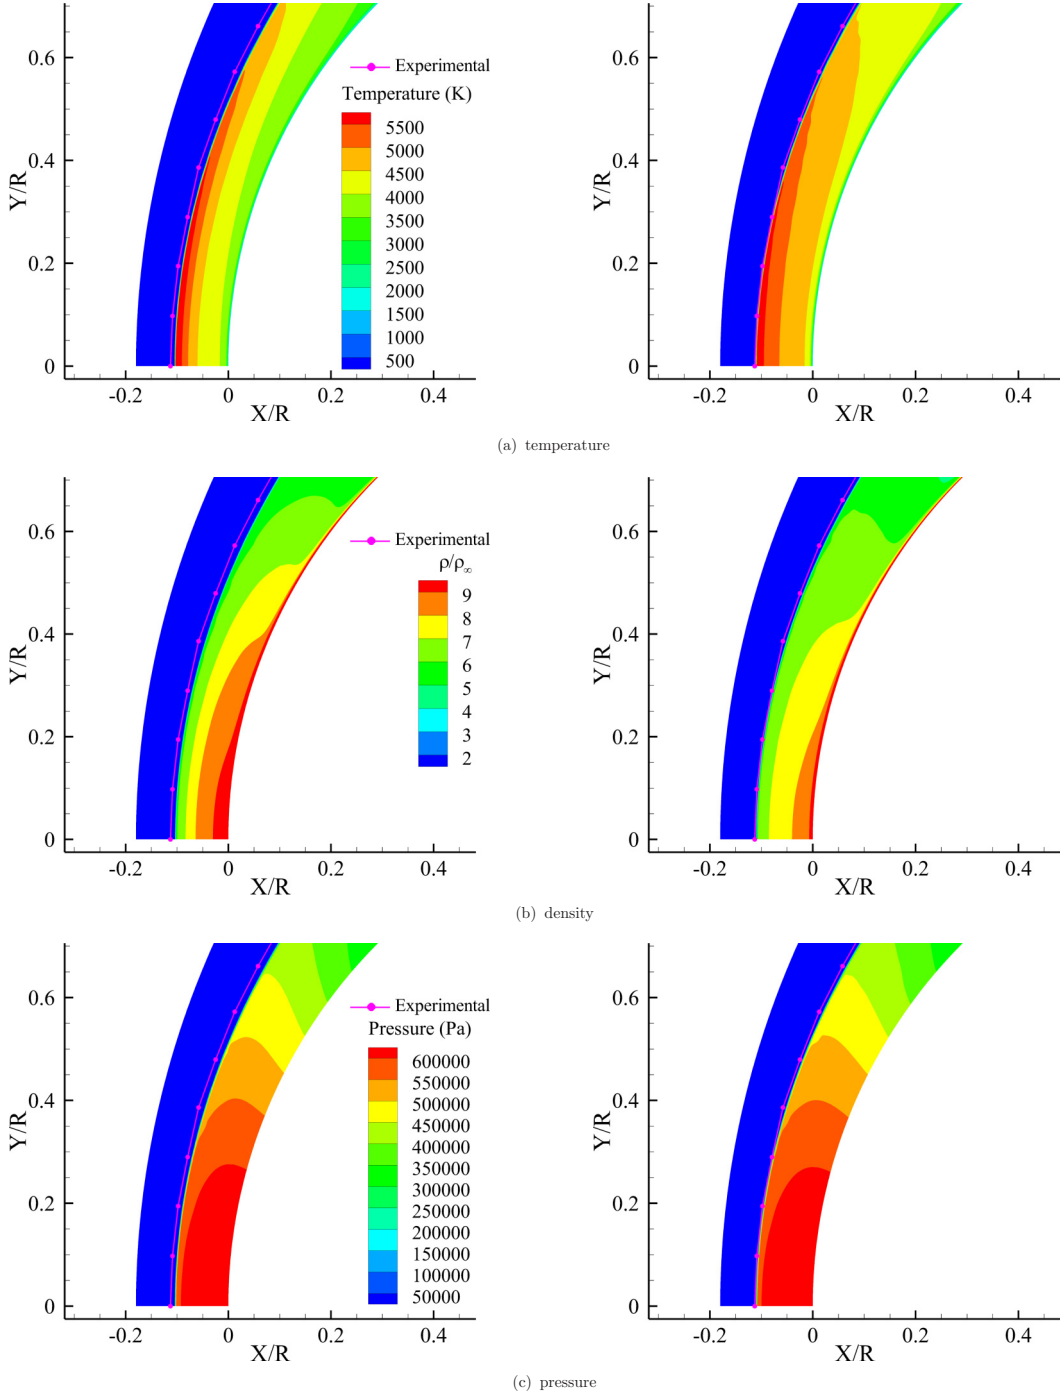 0.6
0.4
0.2
0
Y/R
-0.2 0 0.2 0.4
X/R
Experimental
Temperature (K)
5500
5000
4500
4000
3500
3000
2500
2000
1500
1000
500
0.6
0.4
0.2
0
Y/R
-0.2 0 0.2 0.4
X/R
(a) temperature
0.6
0.4
0.2
0
Y/R
-0.2 0 0.2 0.4
X/R
Experimental
ρ/ρ∞
9
8
7
6
5
4
3
2
0.6
0.4
0.2
0
Y/R
-0.2 0 0.2 0.4
X/R
(b) density
0.6
0.4
0.2
0
Y/R
-0.2 0 0.2 0.4
X/R
Experimental
Pressure (Pa)
600000
550000
500000
450000
400000
350000
300000
250000
200000
150000
100000
50000
0.6
0.4
0.2
0
Y/R
-0.2 0 0.2 0.4
X/R
(c) pressure